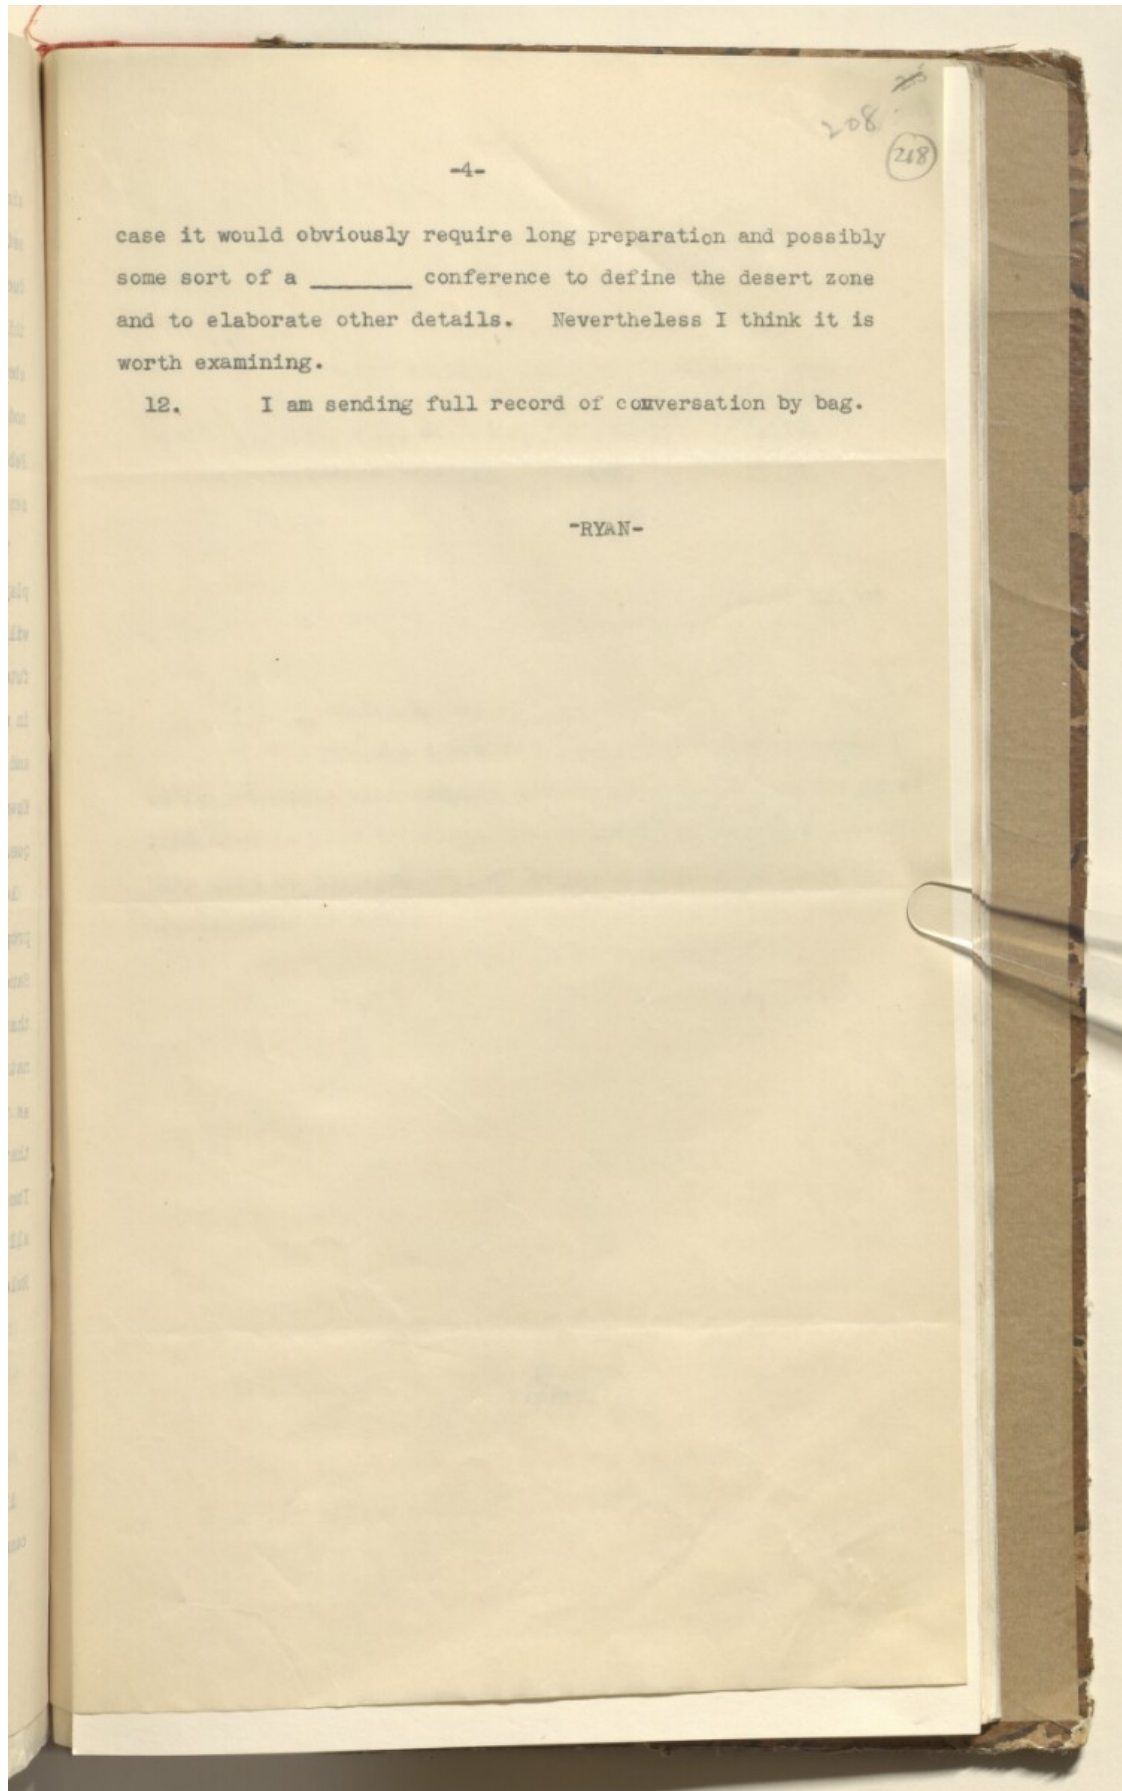 208
218
-4-
case it would obviously require long preparation and possibly
some sort of a ________ conference to define the desert zone
and to elaborate other details. Nevertheless I think it is
worth examining.
12. I am sending full record of conversation by bag.
-RYAN-